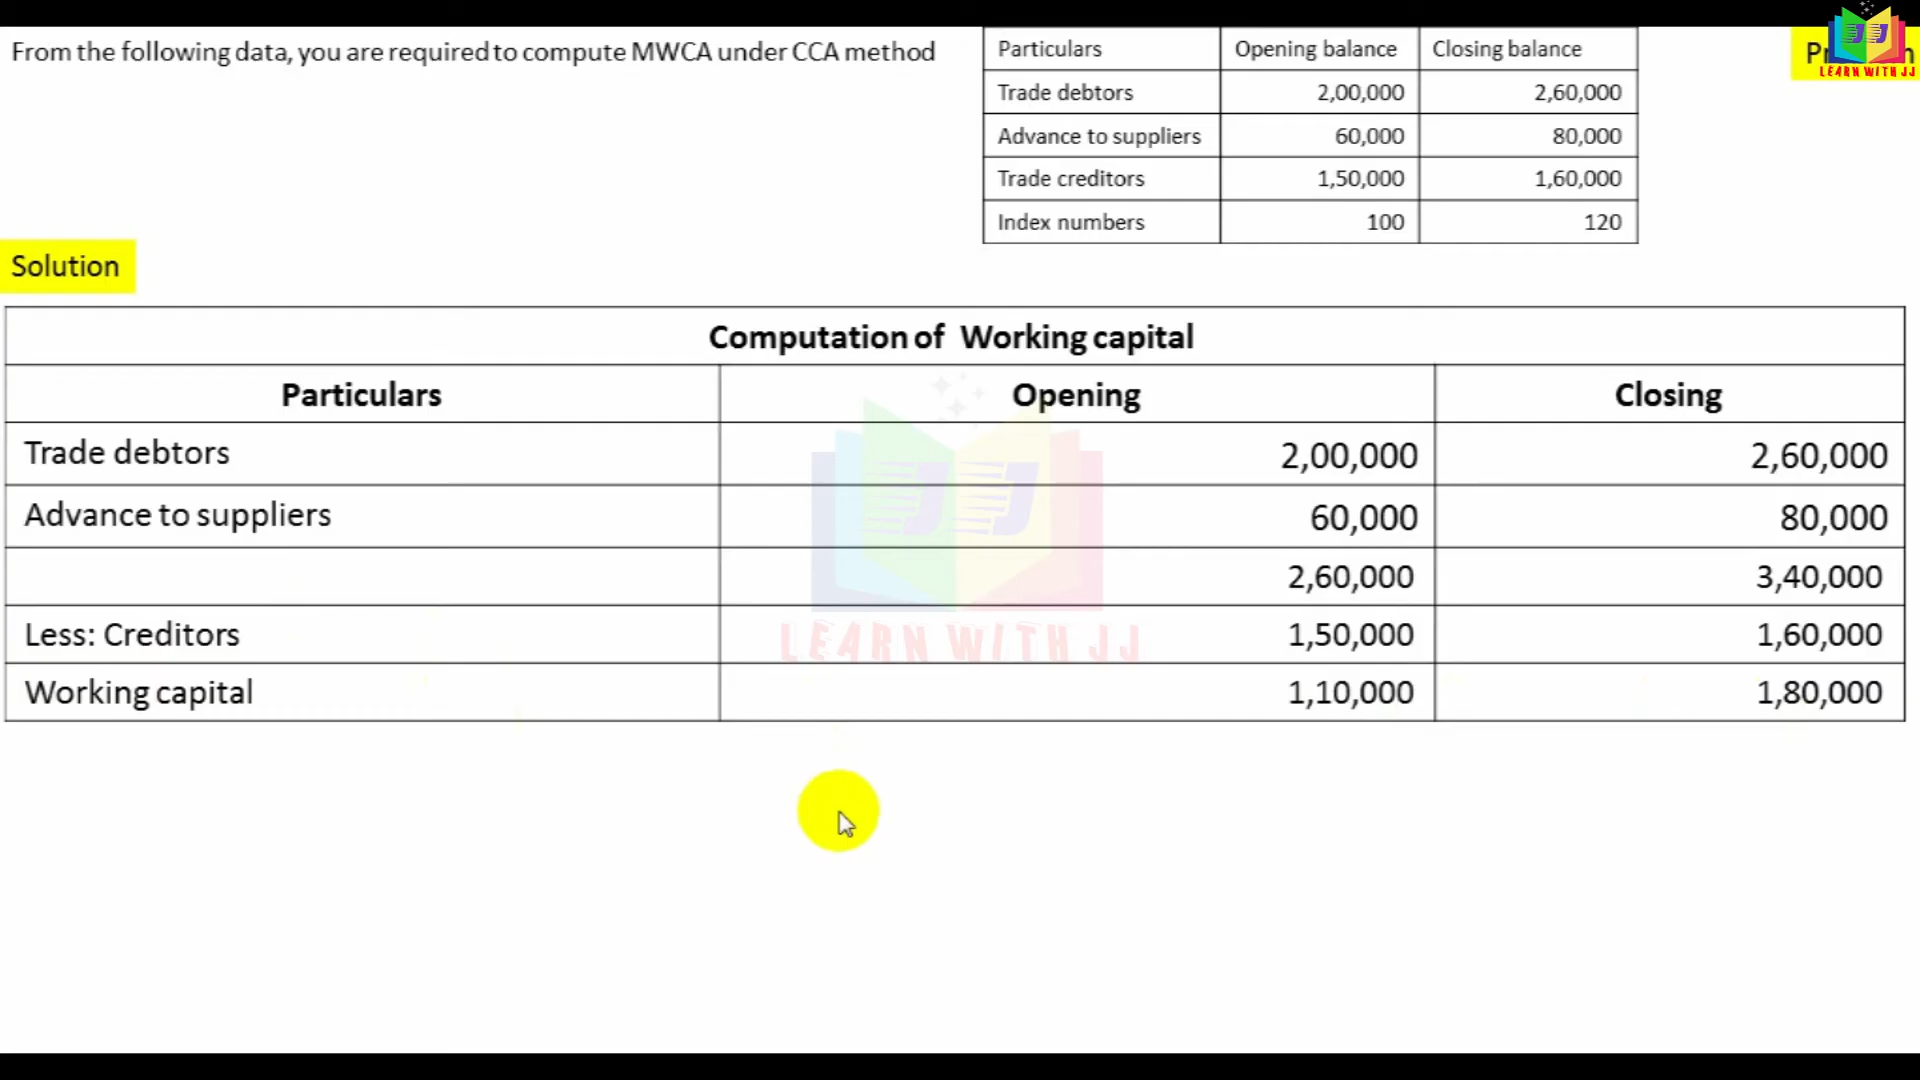 From the following data, you are required to compute MWCA under CCA method
Particulars Opening balance Closing balance
Trade debtors 2,00,000 2,60,000
Advance to suppliers 60,000 80,000
Trade creditors 1,50,000 1,60,000
Index numbers 100 120
LEARN WITH JJ
Solution
Computation of Working capital
Particulars Opening Closing
Trade debtors 2,00,000 2,60,000
Advance to suppliers 60,000 80,000
2,60,000 3,40,000
Less: Creditors 1,50,000 1,60,000
LEARN WITH JJ
Working capital 1,10,000 1,80,000